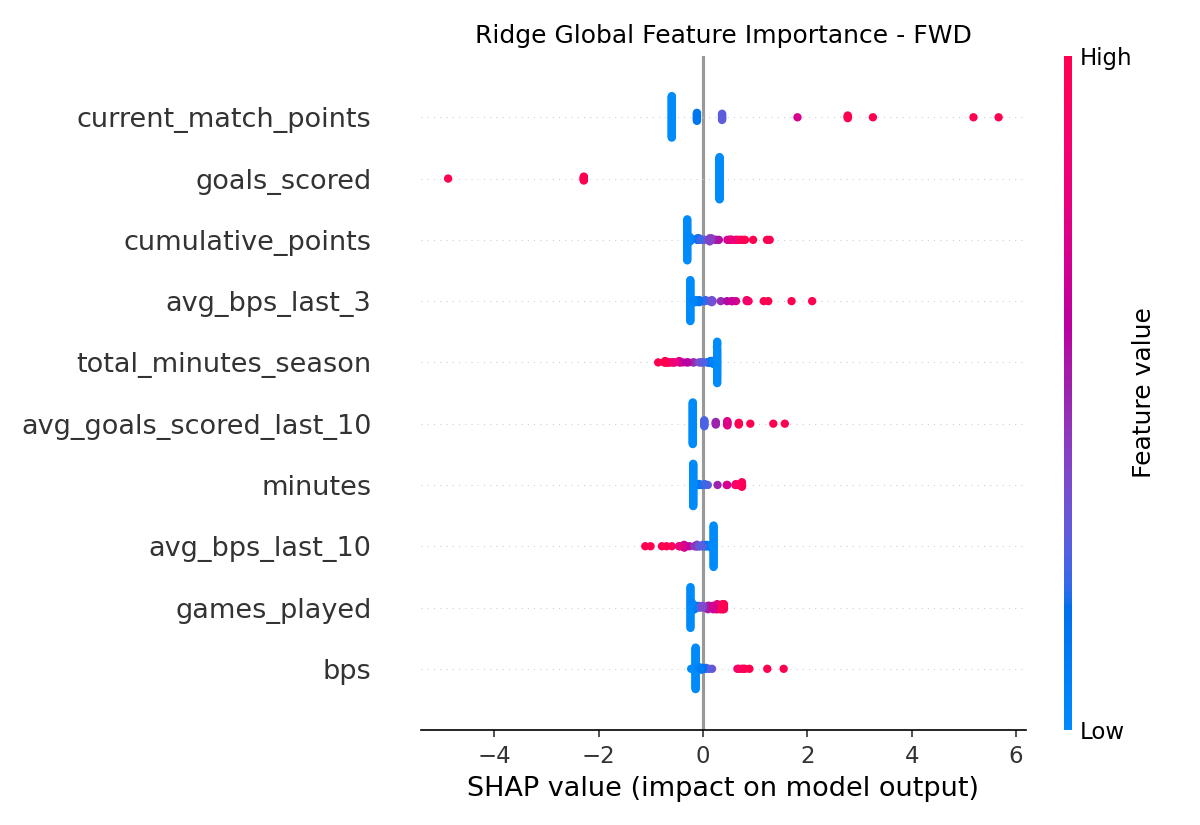 Ridge Global Feature Importance - FWD
High
current_match_points
goals_scored
cumulative_points
avg_bps_last_3
total_minutes_season
avg_goals_scored_last_10
minutes
avg_bps_last_10
games_played
bps
Feature value
Low
−4 −2 0 2 4 6
SHAP value (impact on model output)